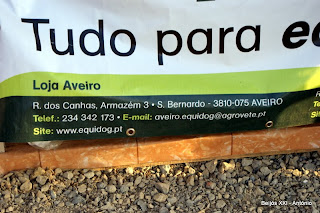 Tudo para
Loja Aveiro
R. dos Canhas, Armazém 3 • S. Bernardo - 3810-075 AVEIRO
Telef.: 234 342 173 • E-mail: aveiro.equidog@agrovete.pt
Site: www.equidog.pt
Beijós XXI - António